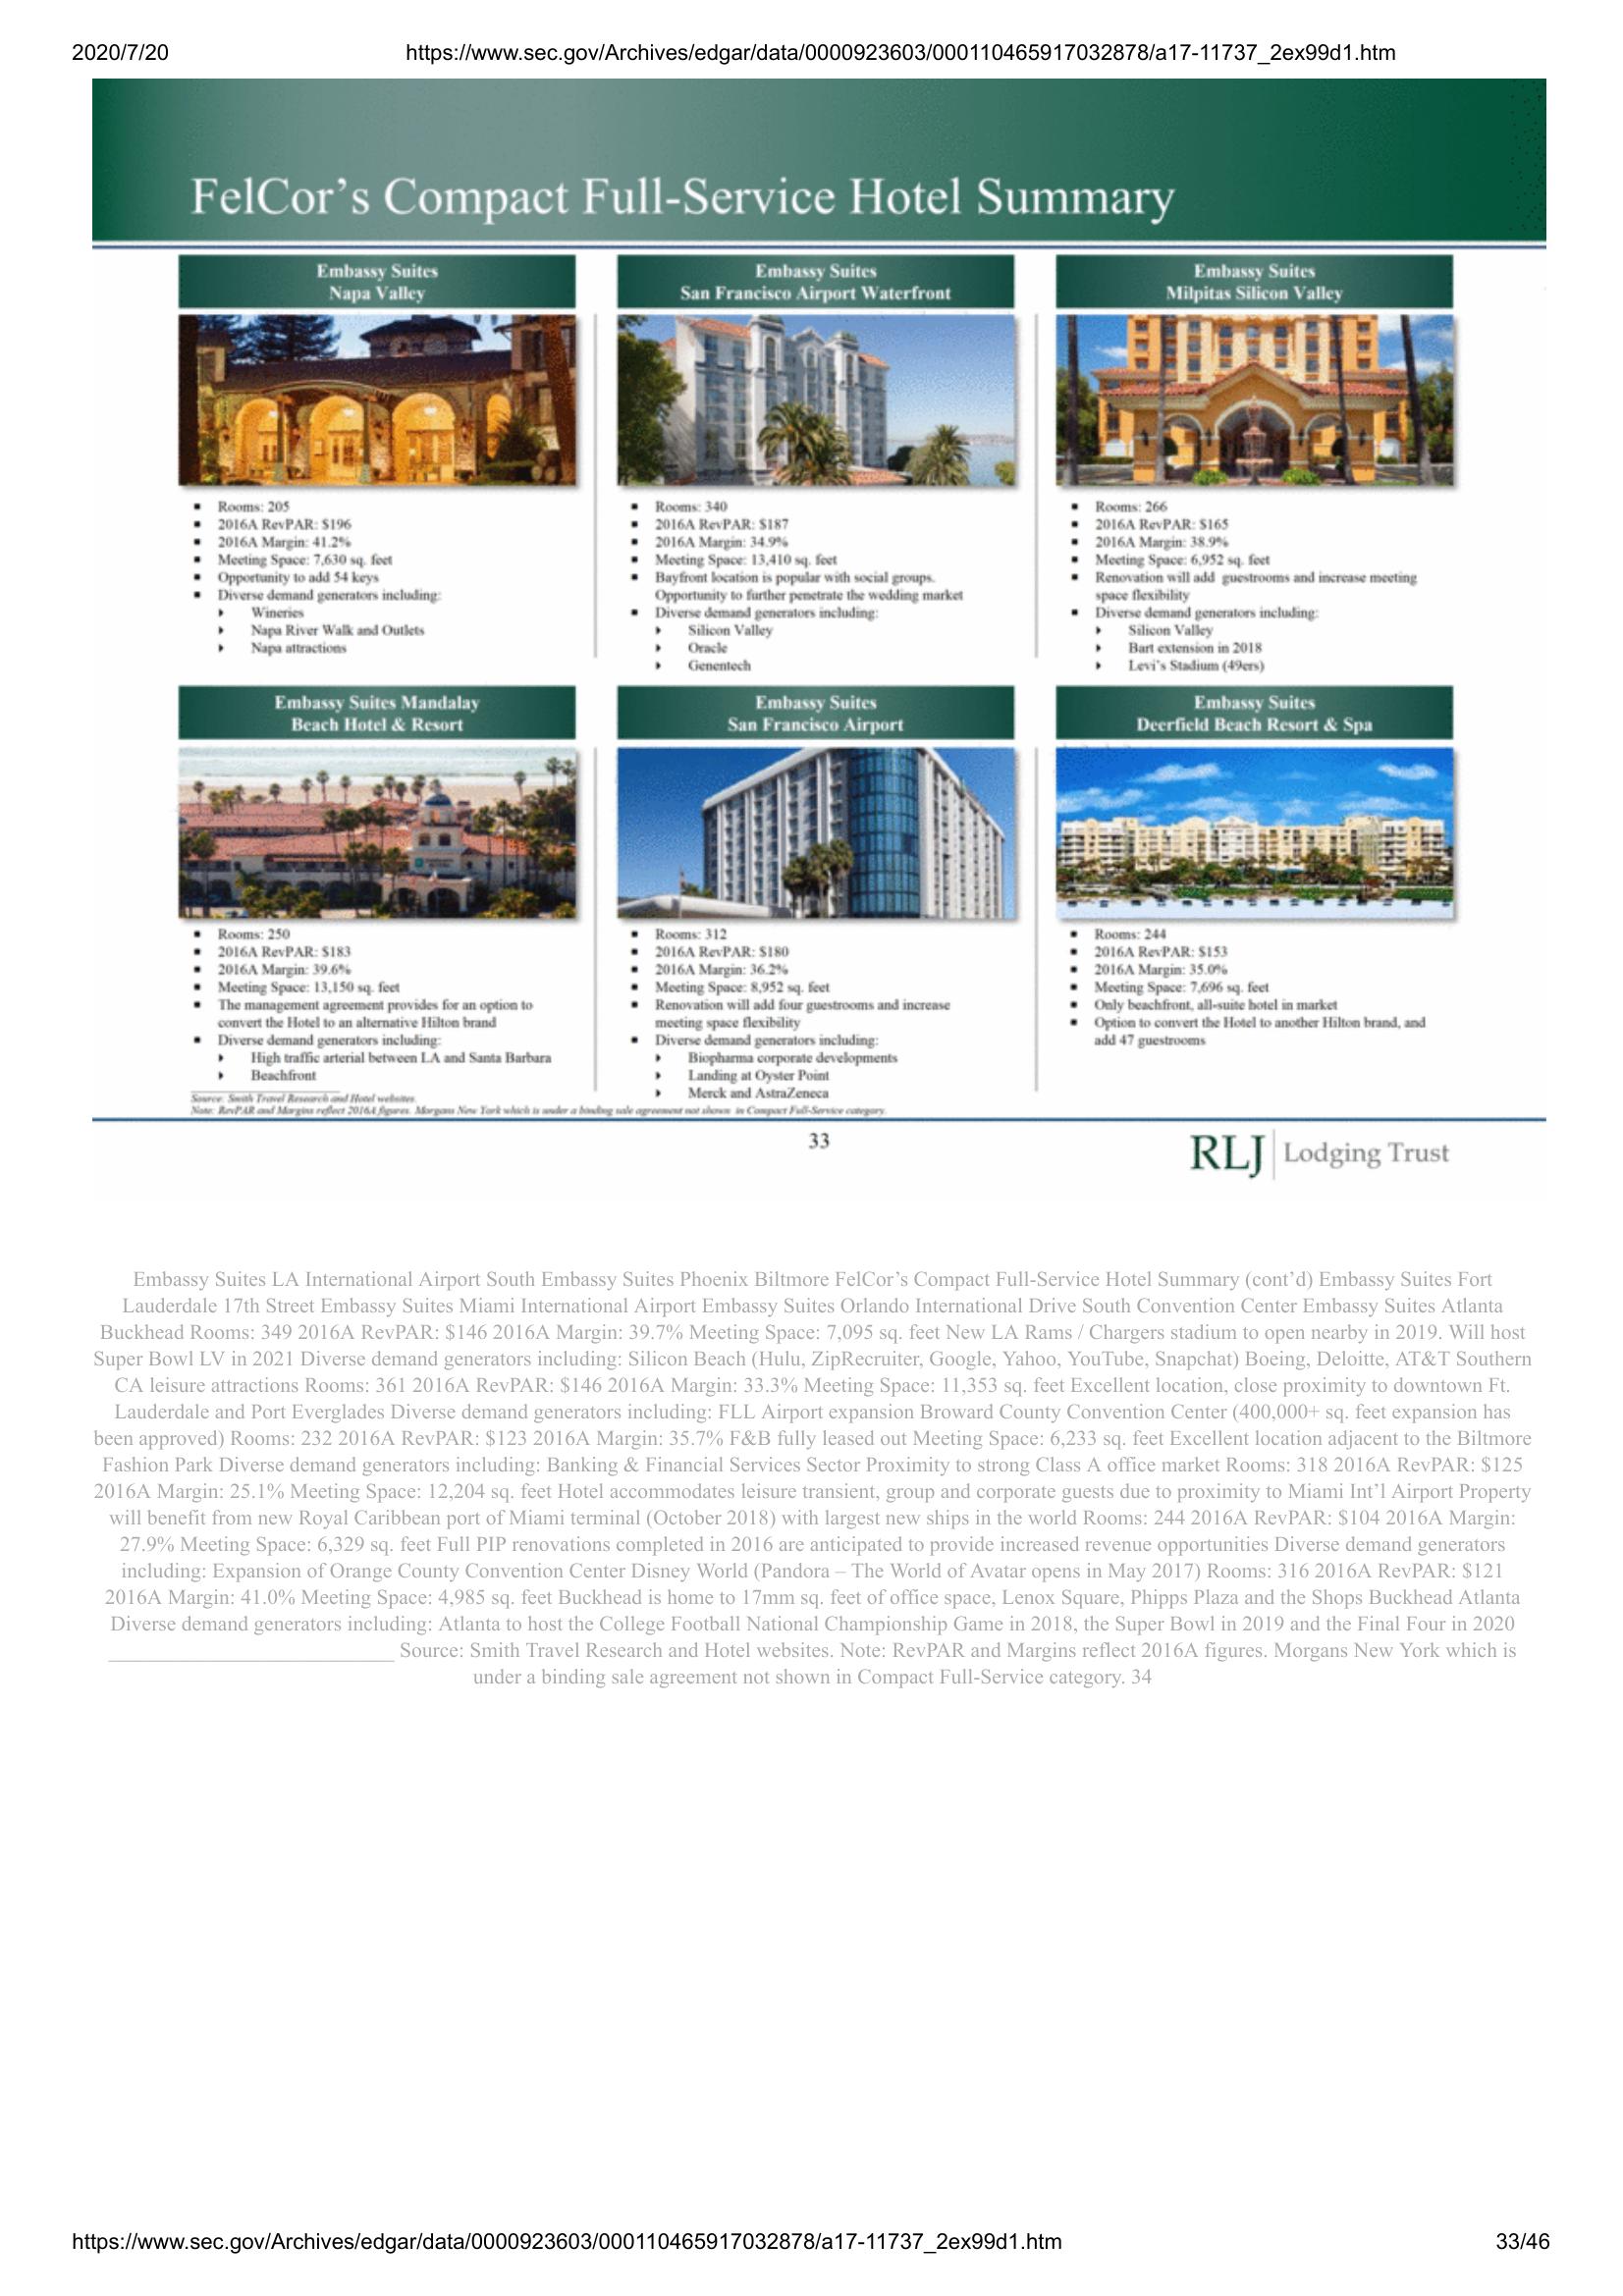 2020/7/20 https://www.sec.gov/Archives/edgar/data/0000923603/000110465917032878/a17-11737_2ex99d1.htm
FelCor’s Compact Full-Service Hotel Summary
Embassy Suites
Napa Valley
▪ Rooms: 205
▪ 2016A RevPAR: $196
▪ 2016A Margin: 41.2%
▪ Meeting Space: 7,630 sq. feet
▪ Opportunity to add 54 keys
▪ Diverse demand generators including:
‣ Wineries
‣ Napa River Walk and Outlets
‣ Napa attractions
Embassy Suites
San Francisco Airport Waterfront
▪ Rooms: 340
▪ 2016A RevPAR: $187
▪ 2016A Margin: 34.9%
▪ Meeting Space: 13,410 sq. feet
▪ Bayfront location is popular with social groups.
Opportunity to further penetrate the wedding market
▪ Diverse demand generators including:
‣ Silicon Valley
‣ Oracle
‣ Genentech
Embassy Suites
Milpitas Silicon Valley
▪ Rooms: 266
▪ 2016A RevPAR: $165
▪ 2016A Margin: 38.9%
▪ Meeting Space: 6,952 sq. feet
▪ Renovation will add guestrooms and increase meeting
space flexibility
▪ Diverse demand generators including:
‣ Silicon Valley
‣ Bart extension in 2018
‣ Levi’s Stadium (49ers)
Embassy Suites Mandalay
Beach Hotel & Resort
▪ Rooms: 250
▪ 2016A RevPAR: $183
▪ 2016A Margin: 39.6%
▪ Meeting Space: 13,150 sq. feet
▪ The management agreement provides for an option to
convert the Hotel to an alternative Hilton brand
▪ Diverse demand generators including:
‣ High traffic arterial between LA and Santa Barbara
‣ Beachfront
Embassy Suites
San Francisco Airport
▪ Rooms: 312
▪ 2016A RevPAR: $180
▪ 2016A Margin: 36.2%
▪ Meeting Space: 8,952 sq. feet
▪ Renovation will add four guestrooms and increase
meeting space flexibility
▪ Diverse demand generators including:
‣ Biopharma corporate developments
‣ Landing at Oyster Point
‣ Merck and AstraZeneca
Embassy Suites
Deerfield Beach Resort & Spa
▪ Rooms: 244
▪ 2016A RevPAR: $153
▪ 2016A Margin: 35.0%
▪ Meeting Space: 7,696 sq. feet
▪ Only beachfront, all-suite hotel in market
▪ Option to convert the Hotel to another Hilton brand, and
add 47 guestrooms
Source: Smith Travel Research and Hotel websites.
Note: RevPAR and Margins reflect 2016A figures. Morgans New York which is under a binding sale agreement not shown in Compact Full-Service category.
33
RLJ Lodging Trust
Embassy Suites LA International Airport South Embassy Suites Phoenix Biltmore FelCor’s Compact Full-Service Hotel Summary (cont’d) Embassy Suites Fort
Lauderdale 17th Street Embassy Suites Miami International Airport Embassy Suites Orlando International Drive South Convention Center Embassy Suites Atlanta
Buckhead Rooms: 349 2016A RevPAR: $146 2016A Margin: 39.7% Meeting Space: 7,095 sq. feet New LA Rams / Chargers stadium to open nearby in 2019. Will host
Super Bowl LV in 2021 Diverse demand generators including: Silicon Beach (Hulu, ZipRecruiter, Google, Yahoo, YouTube, Snapchat) Boeing, Deloitte, AT&T Southern
CA leisure attractions Rooms: 361 2016A RevPAR: $146 2016A Margin: 33.3% Meeting Space: 11,353 sq. feet Excellent location, close proximity to downtown Ft.
Lauderdale and Port Everglades Diverse demand generators including: FLL Airport expansion Broward County Convention Center (400,000+ sq. feet expansion has
been approved) Rooms: 232 2016A RevPAR: $123 2016A Margin: 35.7% F&B fully leased out Meeting Space: 6,233 sq. feet Excellent location adjacent to the Biltmore
Fashion Park Diverse demand generators including: Banking & Financial Services Sector Proximity to strong Class A office market Rooms: 318 2016A RevPAR: $125
2016A Margin: 25.1% Meeting Space: 12,204 sq. feet Hotel accommodates leisure transient, group and corporate guests due to proximity to Miami Int’l Airport Property
will benefit from new Royal Caribbean port of Miami terminal (October 2018) with largest new ships in the world Rooms: 244 2016A RevPAR: $104 2016A Margin:
27.9% Meeting Space: 6,329 sq. feet Full PIP renovations completed in 2016 are anticipated to provide increased revenue opportunities Diverse demand generators
including: Expansion of Orange County Convention Center Disney World (Pandora – The World of Avatar opens in May 2017) Rooms: 316 2016A RevPAR: $121
2016A Margin: 41.0% Meeting Space: 4,985 sq. feet Buckhead is home to 17mm sq. feet of office space, Lenox Square, Phipps Plaza and the Shops Buckhead Atlanta
Diverse demand generators including: Atlanta to host the College Football National Championship Game in 2018, the Super Bowl in 2019 and the Final Four in 2020
___________________________ Source: Smith Travel Research and Hotel websites. Note: RevPAR and Margins reflect 2016A figures. Morgans New York which is
under a binding sale agreement not shown in Compact Full-Service category. 34
https://www.sec.gov/Archives/edgar/data/0000923603/000110465917032878/a17-11737_2ex99d1.htm 33/46